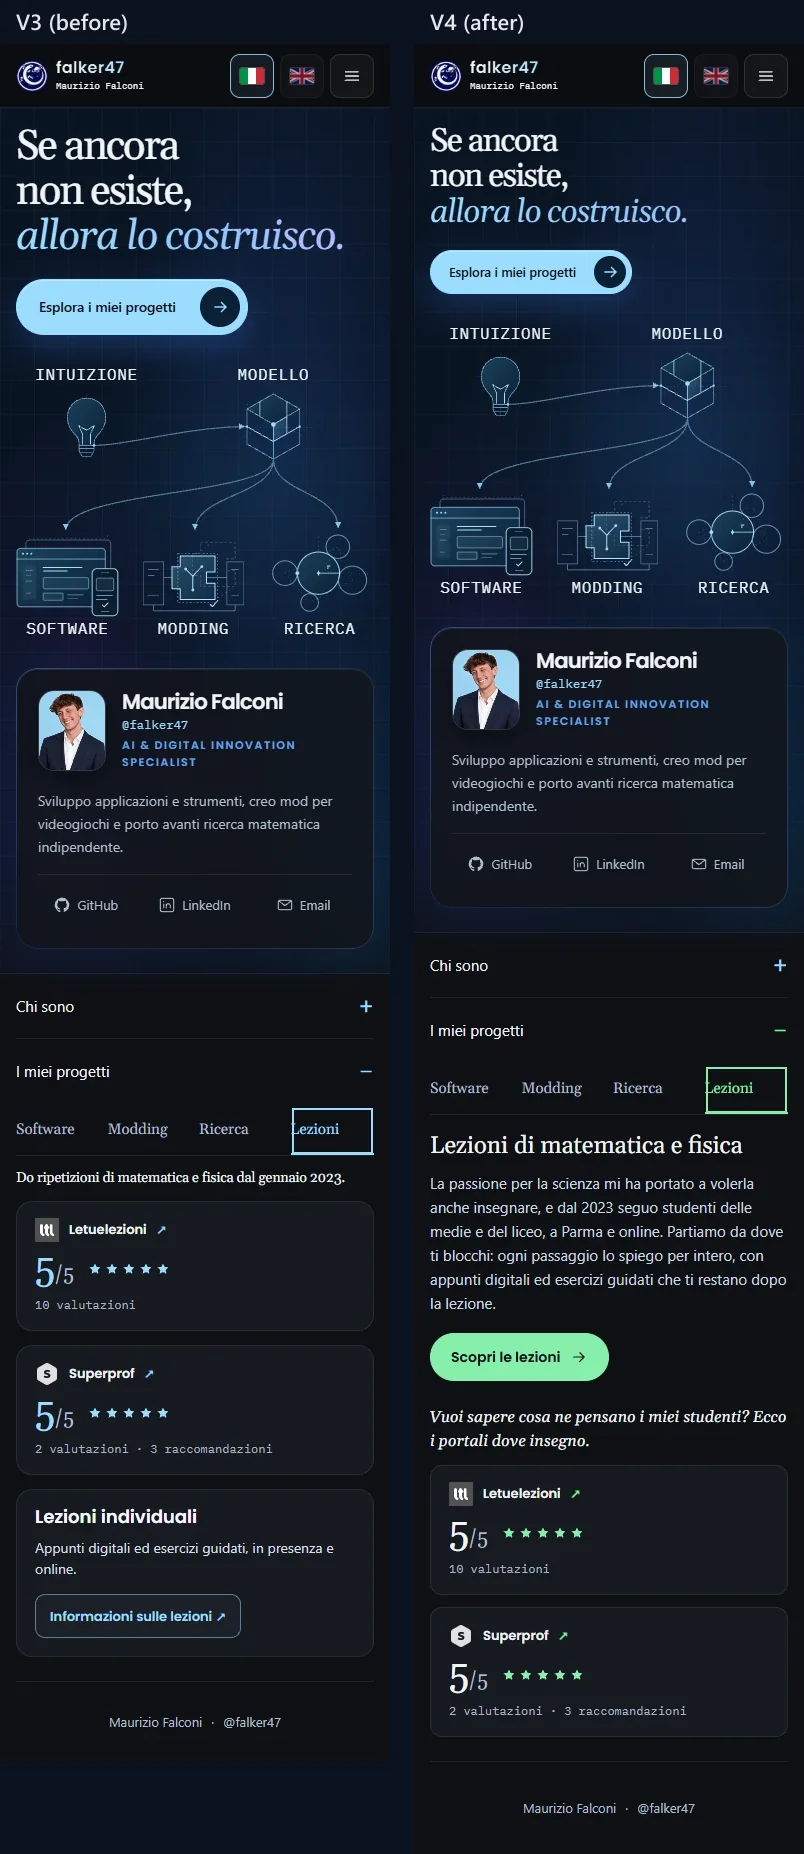 V3 (before)
falker47
Maurizio Falconi
Se ancora
non esiste,
allora lo costruisco.
Esplora i miei progetti
INTUIZIONE
MODELLO
SOFTWARE
MODDING
RICERCA
Maurizio Falconi
@falker47
AI & DIGITAL INNOVATION
SPECIALIST
Sviluppo applicazioni e strumenti, creo mod per
videogiochi e porto avanti ricerca matematica
indipendente.
GitHub
LinkedIn
Email
Chi sono
I miei progetti
Software
Modding
Ricerca
Lezioni
Do ripetizioni di matematica e fisica dal gennaio 2023.
Letuelezioni ↗
5/5 ★ ★ ★ ★ ★
10 valutazioni
Superprof ↗
5/5 ★ ★ ★ ★ ★
2 valutazioni · 3 raccomandazioni
Lezioni individuali
Appunti digitali ed esercizi guidati, in presenza e
online.
Informazioni sulle lezioni ↗
Maurizio Falconi · @falker47
V4 (after)
falker47
Maurizio Falconi
Se ancora
non esiste,
allora lo costruisco.
Esplora i miei progetti
INTUIZIONE
MODELLO
SOFTWARE
MODDING
RICERCA
Maurizio Falconi
@falker47
AI & DIGITAL INNOVATION
SPECIALIST
Sviluppo applicazioni e strumenti, creo mod per
videogiochi e porto avanti ricerca matematica
indipendente.
GitHub
LinkedIn
Email
Chi sono
I miei progetti
Software
Modding
Ricerca
Lezioni
Lezioni di matematica e fisica
La passione per la scienza mi ha portato a volerla
anche insegnare, e dal 2023 seguo studenti delle
medie e del liceo, a Parma e online. Partiamo da dove
ti blocchi: ogni passaggio lo spiego per intero, con
appunti digitali ed esercizi guidati che ti restano dopo
la lezione.
Scopri le lezioni →
Vuoi sapere cosa ne pensano i miei studenti? Ecco
i portali dove insegno.
Letuelezioni ↗
5/5 ★ ★ ★ ★ ★
10 valutazioni
Superprof ↗
5/5 ★ ★ ★ ★ ★
2 valutazioni · 3 raccomandazioni
Maurizio Falconi · @falker47